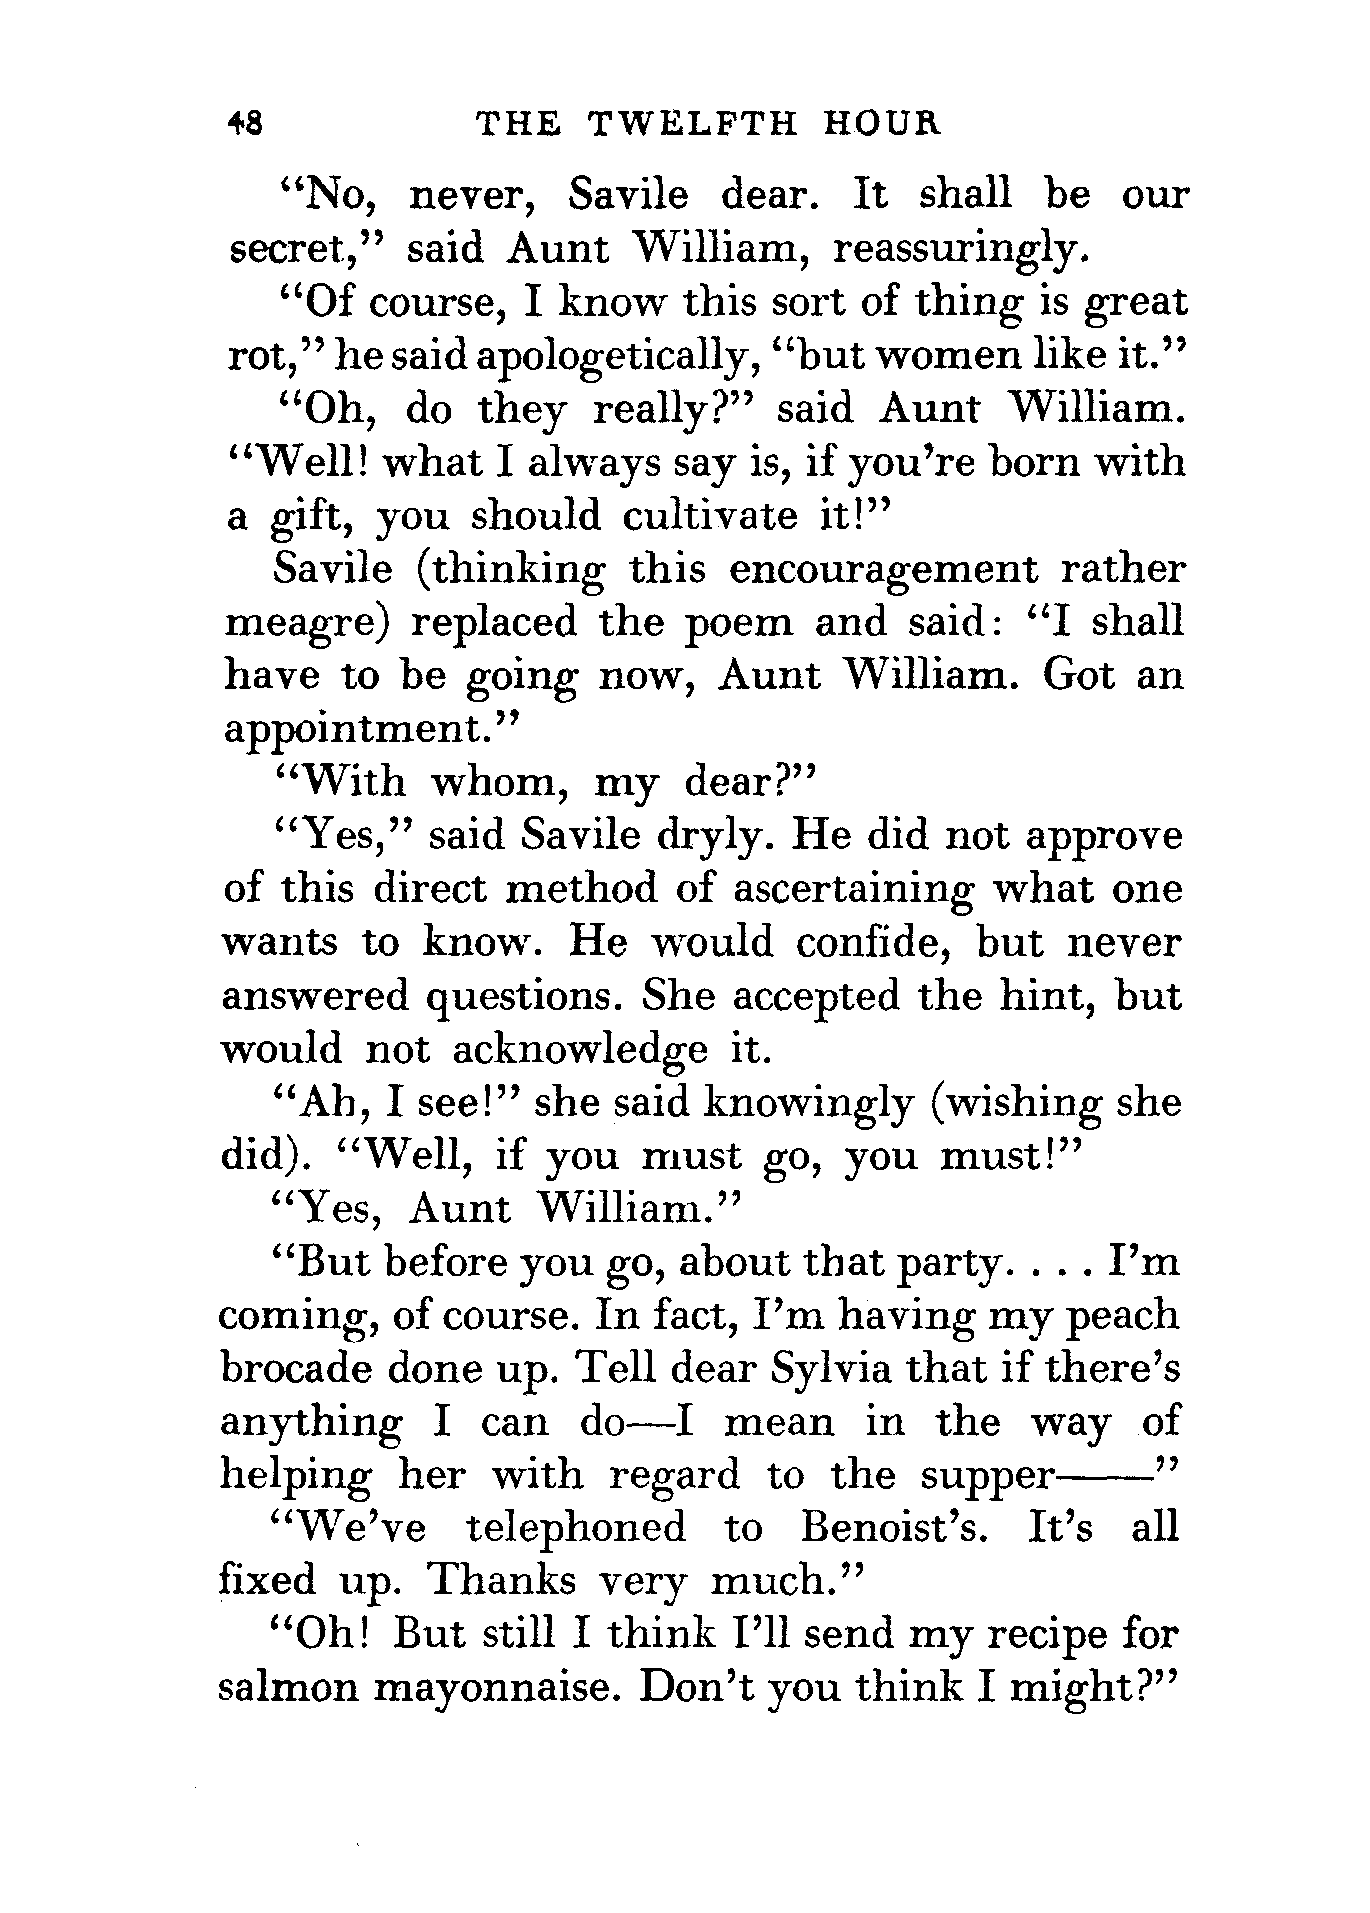 48 THE TWELFTH HOUR
“No, never, Savile dear. It shall be our
secret,” said Aunt William, reassuringly.
“Of course, I know this sort of thing is great
rot,” he said apologetically, “but women like it.”
“Oh, do they really?” said Aunt William.
“Well! what I always say is, if you’re born with
a gift, you should cultivate it!”
Savile (thinking this encouragement rather
meagre) replaced the poem and said: “I shall
have to be going now, Aunt William. Got an
appointment.”
“With whom, my dear?”
“Yes,” said Savile dryly. He did not approve
of this direct method of ascertaining what one
wants to know. He would confide, but never
answered questions. She accepted the hint, but
would not acknowledge it.
“Ah, I see!” she said knowingly (wishing she
did). “Well, if you must go, you must!”
“Yes, Aunt William.”
“But before you go, about that party. . . . I’m
coming, of course. In fact, I’m having my peach
brocade done up. Tell dear Sylvia that if there’s
anything I can do—I mean in the way of
helping her with regard to the supper——”
“We’ve telephoned to Benoist’s. It’s all
fixed up. Thanks very much.”
“Oh! But still I think I’ll send my recipe for
salmon mayonnaise. Don’t you think I might?”